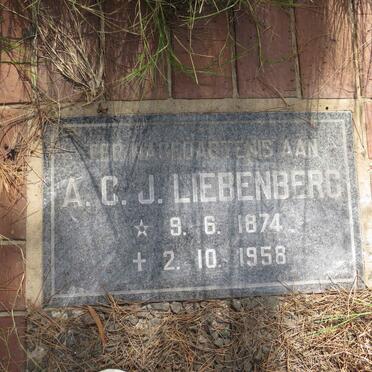 TER NAGEDAGTENIS AAN
A. C. J. LIEBENBERG
☆ 9. 6. 1874
+ 2. 10. 1958